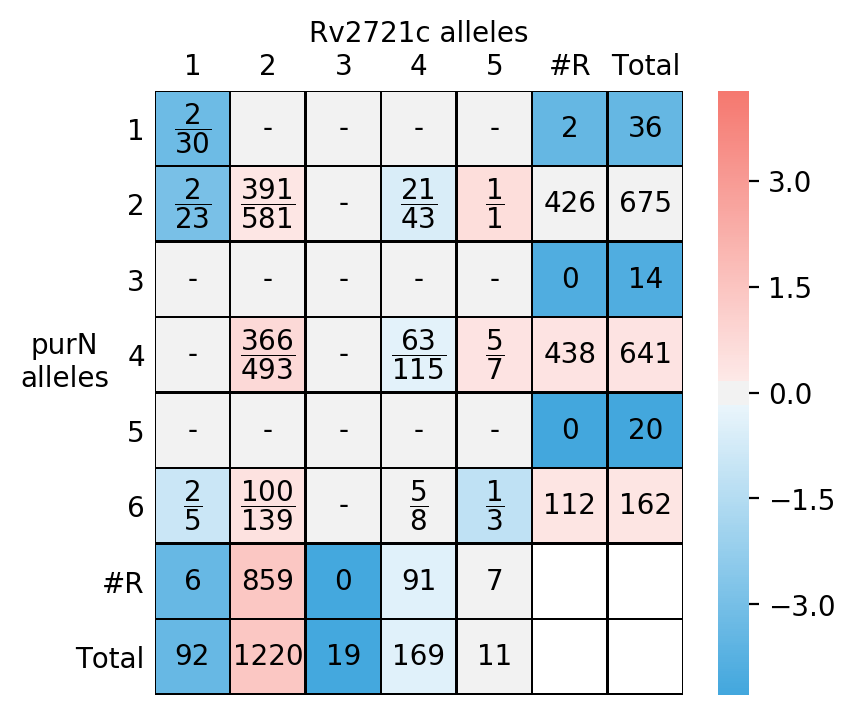 Rv2721c alleles
1 2 3 4 5 #R Total
1 2/30 - - - - 2 36
2 2/23 391/581 - 21/43 1/1 426 675
3 - - - - - 0 14
purN alleles
4 - 366/493 - 63/115 5/7 438 641
5 - - - - - 0 20
6 2/5 100/139 - 5/8 1/3 112 162
#R 6 859 0 91 7
Total 92 1220 19 169 11
3.0
1.5
0.0
−1.5
−3.0